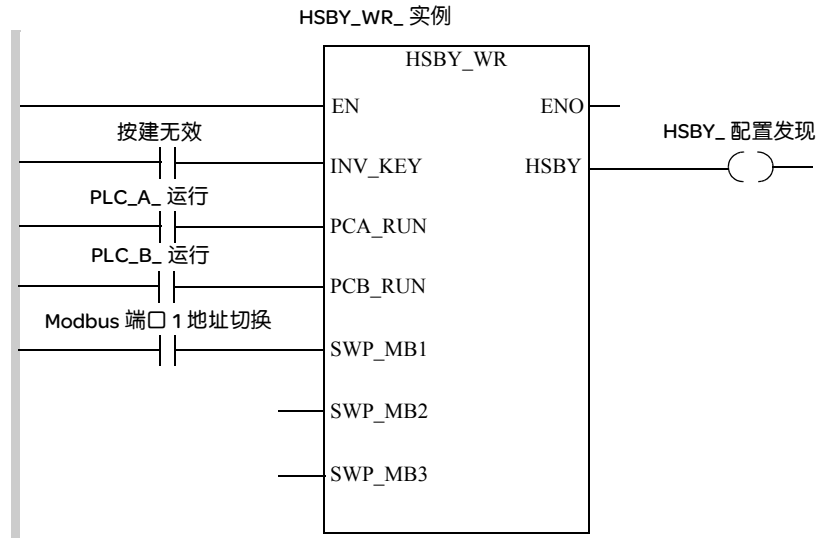 HSBY_WR_ 实例
HSBY_WR
EN ENO
按建无效 HSBY_ 配置发现
INV_KEY HSBY
PLC_A_ 运行
PCA_RUN
PLC_B_ 运行
PCB_RUN
Modbus 端口 1 地址切换
SWP_MB1
SWP_MB2
SWP_MB3